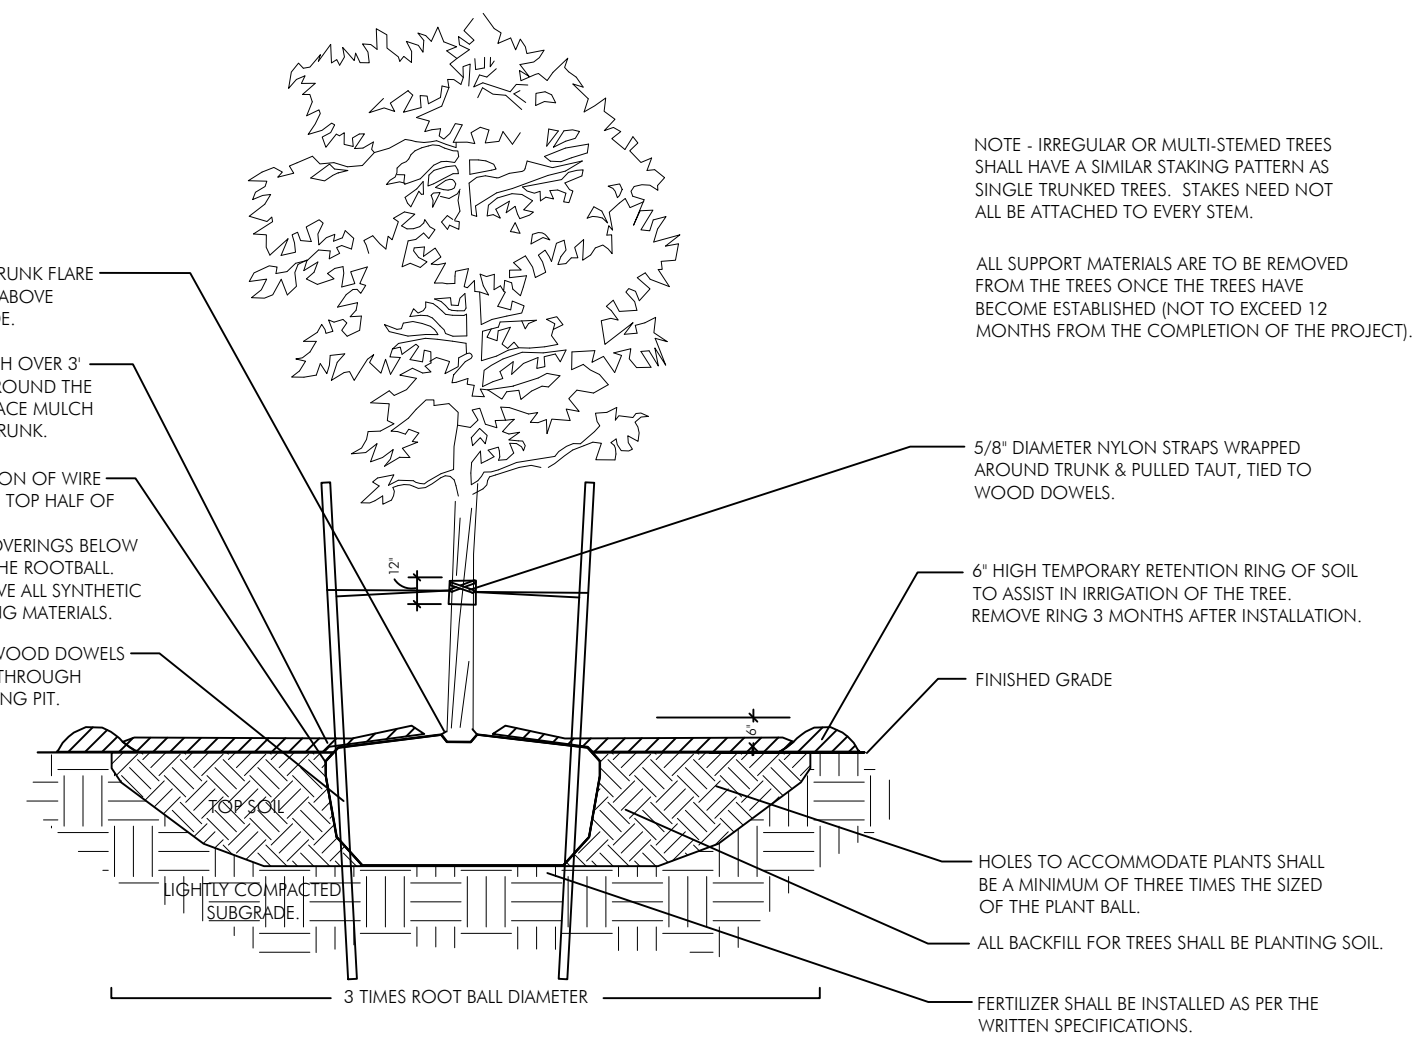 NOTE - IRREGULAR OR MULTI-STEMED TREES
SHALL HAVE A SIMILAR STAKING PATTERN AS
SINGLE TRUNKED TREES. STAKES NEED NOT
ALL BE ATTACHED TO EVERY STEM.
ALL SUPPORT MATERIALS ARE TO BE REMOVED
FROM THE TREES ONCE THE TREES HAVE
BECOME ESTABLISHED (NOT TO EXCEED 12
MONTHS FROM THE COMPLETION OF THE PROJECT).
RUNK FLARE
ABOVE
E.
H OVER 3'
ROUND THE
ACE MULCH
RUNK.
ON OF WIRE
TOP HALF OF
OVERINGS BELOW
HE ROOTBALL.
VE ALL SYNTHETIC
NG MATERIALS.
WOOD DOWELS
THROUGH
NG PIT.
12"
5/8" DIAMETER NYLON STRAPS WRAPPED
AROUND TRUNK & PULLED TAUT, TIED TO
WOOD DOWELS.
6" HIGH TEMPORARY RETENTION RING OF SOIL
TO ASSIST IN IRRIGATION OF THE TREE.
REMOVE RING 3 MONTHS AFTER INSTALLATION.
FINISHED GRADE
6"
TOP SOIL
LIGHTLY COMPACTED
SUBGRADE.
HOLES TO ACCOMMODATE PLANTS SHALL
BE A MINIMUM OF THREE TIMES THE SIZED
OF THE PLANT BALL.
ALL BACKFILL FOR TREES SHALL BE PLANTING SOIL.
3 TIMES ROOT BALL DIAMETER
FERTILIZER SHALL BE INSTALLED AS PER THE
WRITTEN SPECIFICATIONS.